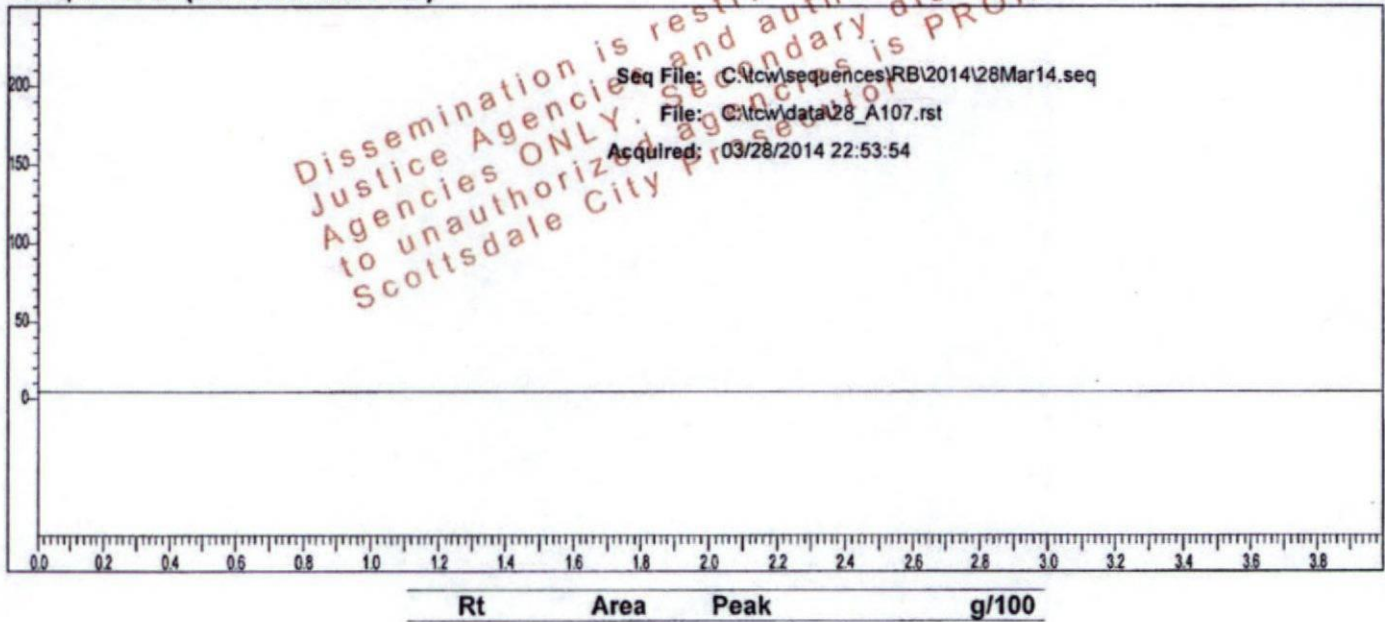 Dissemination is
Justice Agencies and
Agencies ONLY. Secondary
to unauthorized agencies is
Scottsdale City Prosecutor
Seq File: C:\tcw\sequences\RB\2014\28Mar14.seq
File: C:\tcw\data\28_A107.rst
Acquired: 03/28/2014 22:53:54
200
150
100
50
0
0.0 0.2 0.4 0.6 0.8 1.0 1.2 1.4 1.6 1.8 2.0 2.2 2.4 2.6 2.8 3.0 3.2 3.4 3.6 3.8
Rt Area Peak g/100